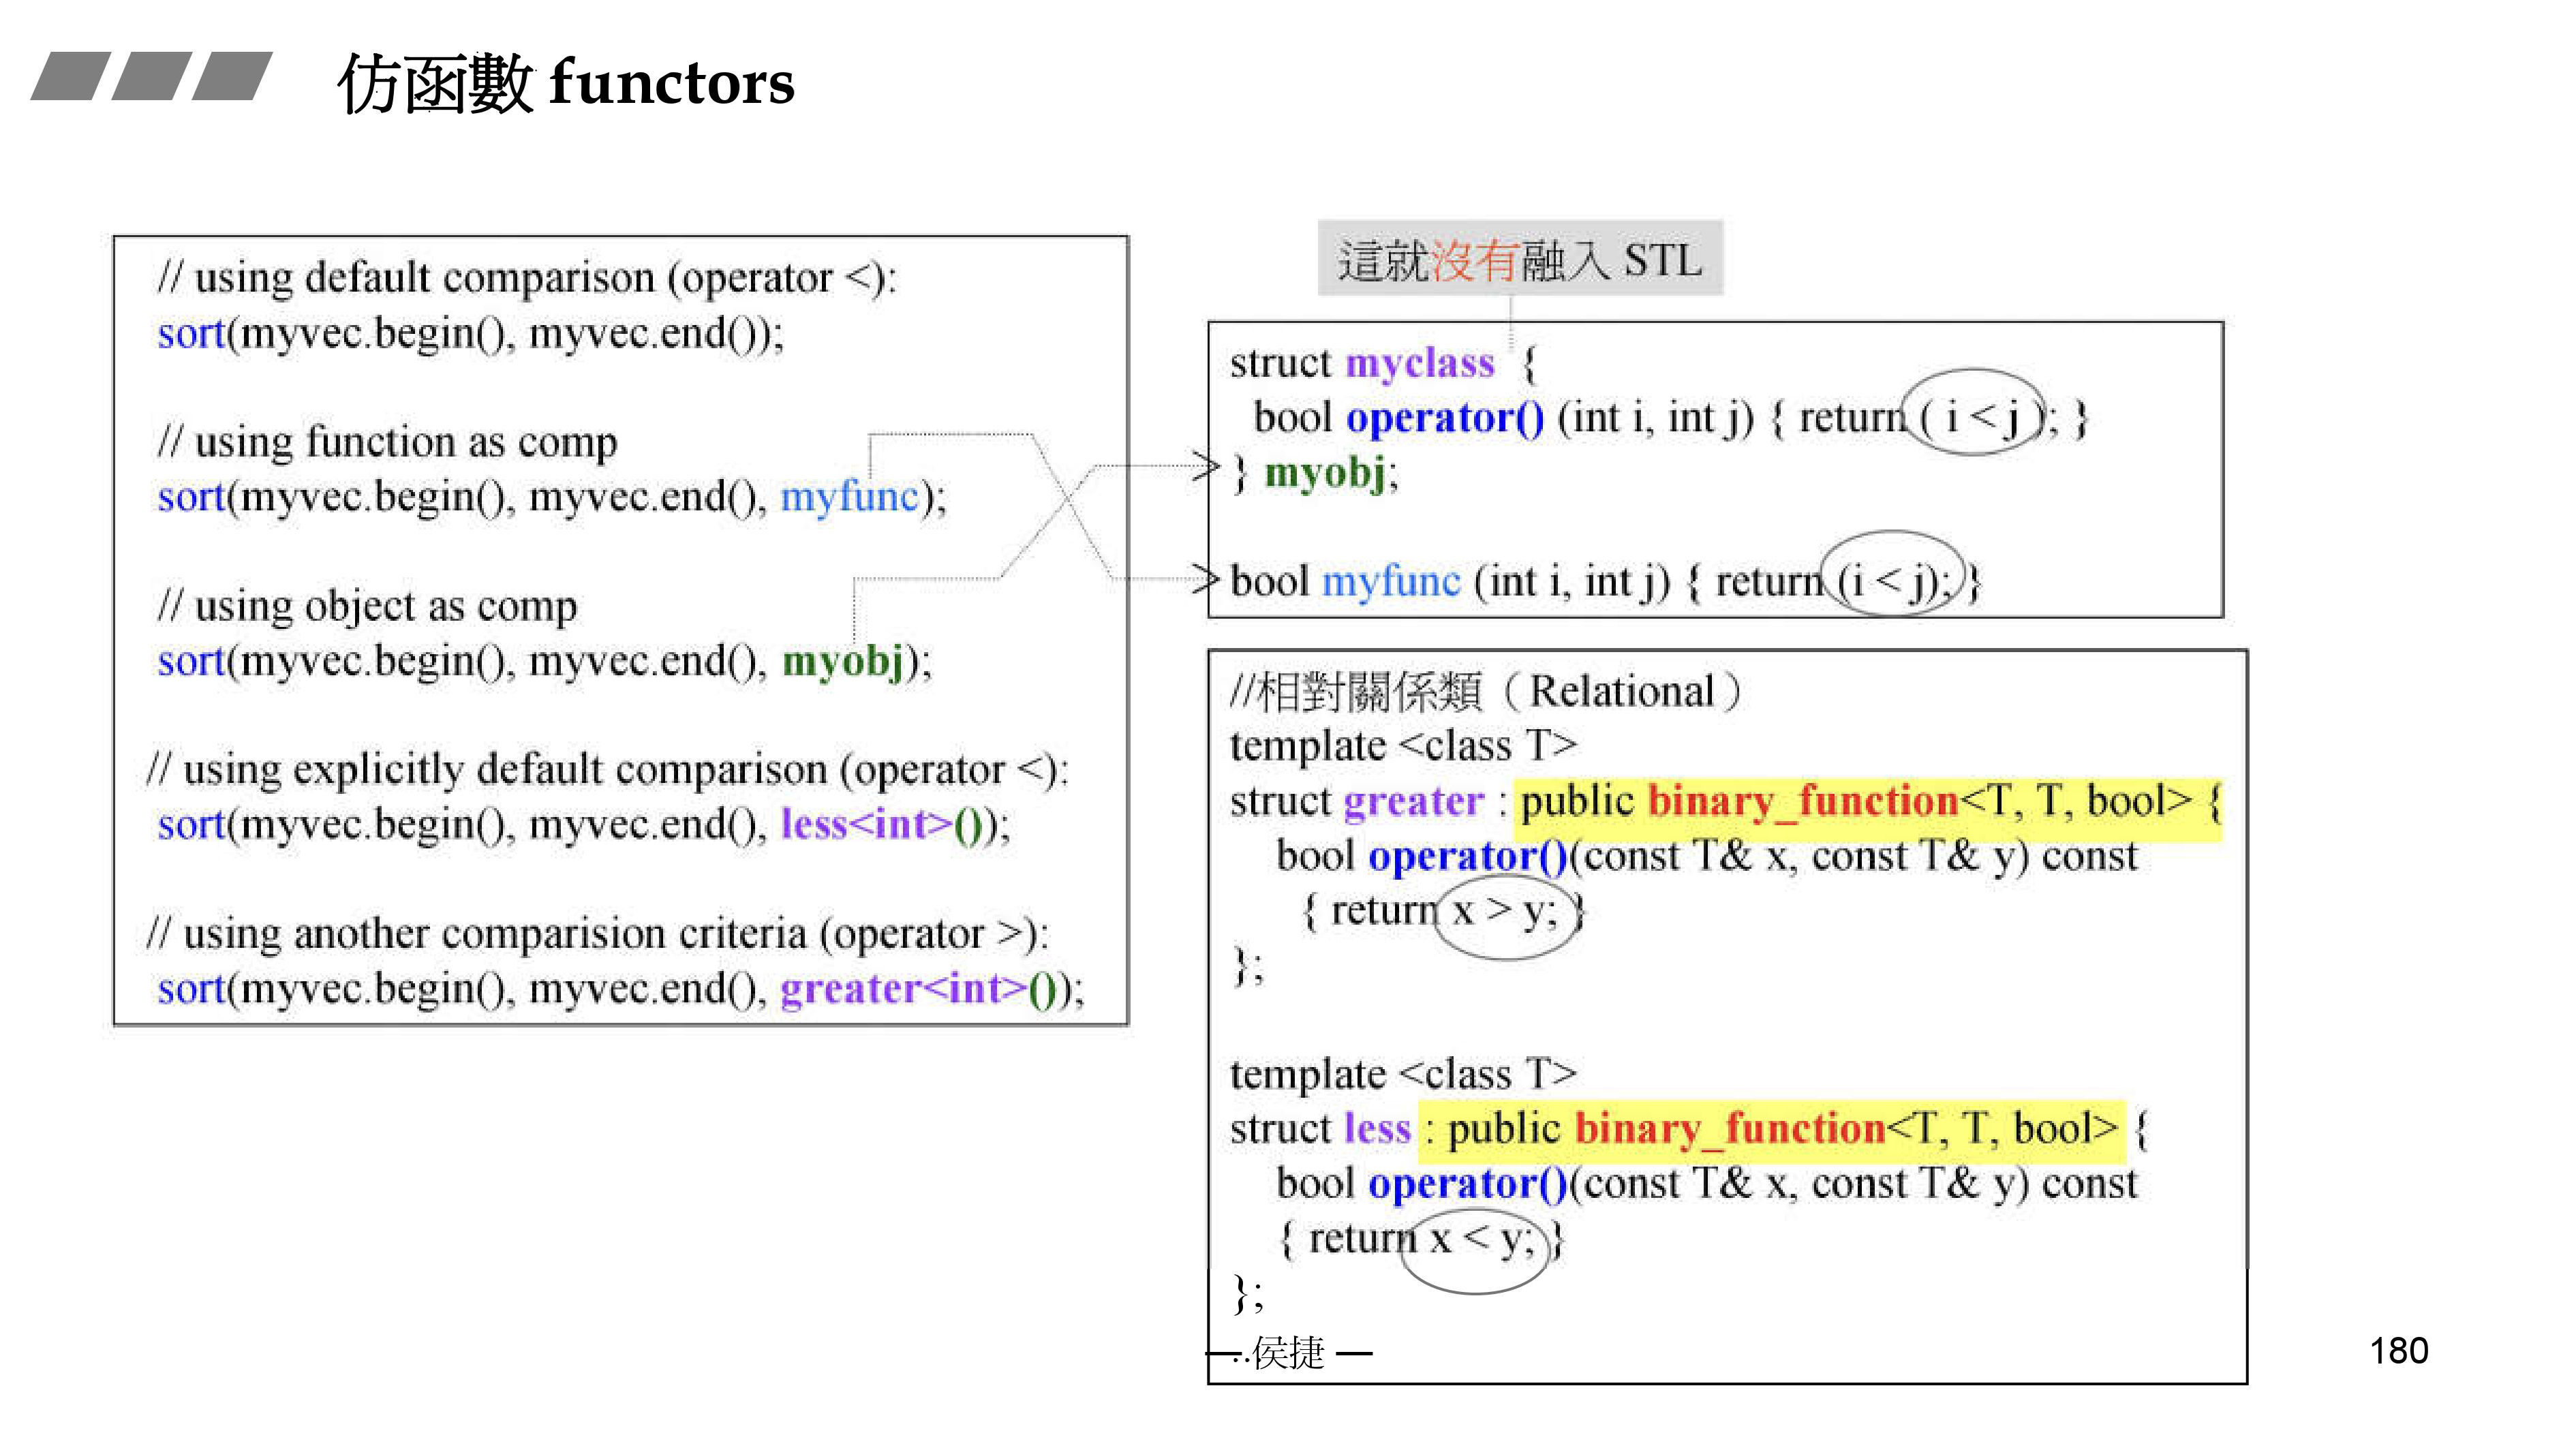 仿函數 functors
// using default comparison (operator <):
sort(myvec.begin(), myvec.end());
// using function as comp
sort(myvec.begin(), myvec.end(), myfunc);
// using object as comp
sort(myvec.begin(), myvec.end(), myobj);
// using explicitly default comparison (operator <):
sort(myvec.begin(), myvec.end(), less<int>());
// using another comparision criteria (operator >):
sort(myvec.begin(), myvec.end(), greater<int>());
這就沒有融入 STL
struct myclass {
bool operator() (int i, int j) { return ( i < j ); }
} myobj;
bool myfunc (int i, int j) { return (i < j); }
//相對關係類（Relational）
template <class T>
struct greater : public binary_function<T, T, bool> {
bool operator()(const T& x, const T& y) const
{ return x > y; }
};
template <class T>
struct less : public binary_function<T, T, bool> {
bool operator()(const T& x, const T& y) const
{ return x < y; }
};
—..侯捷 —
180